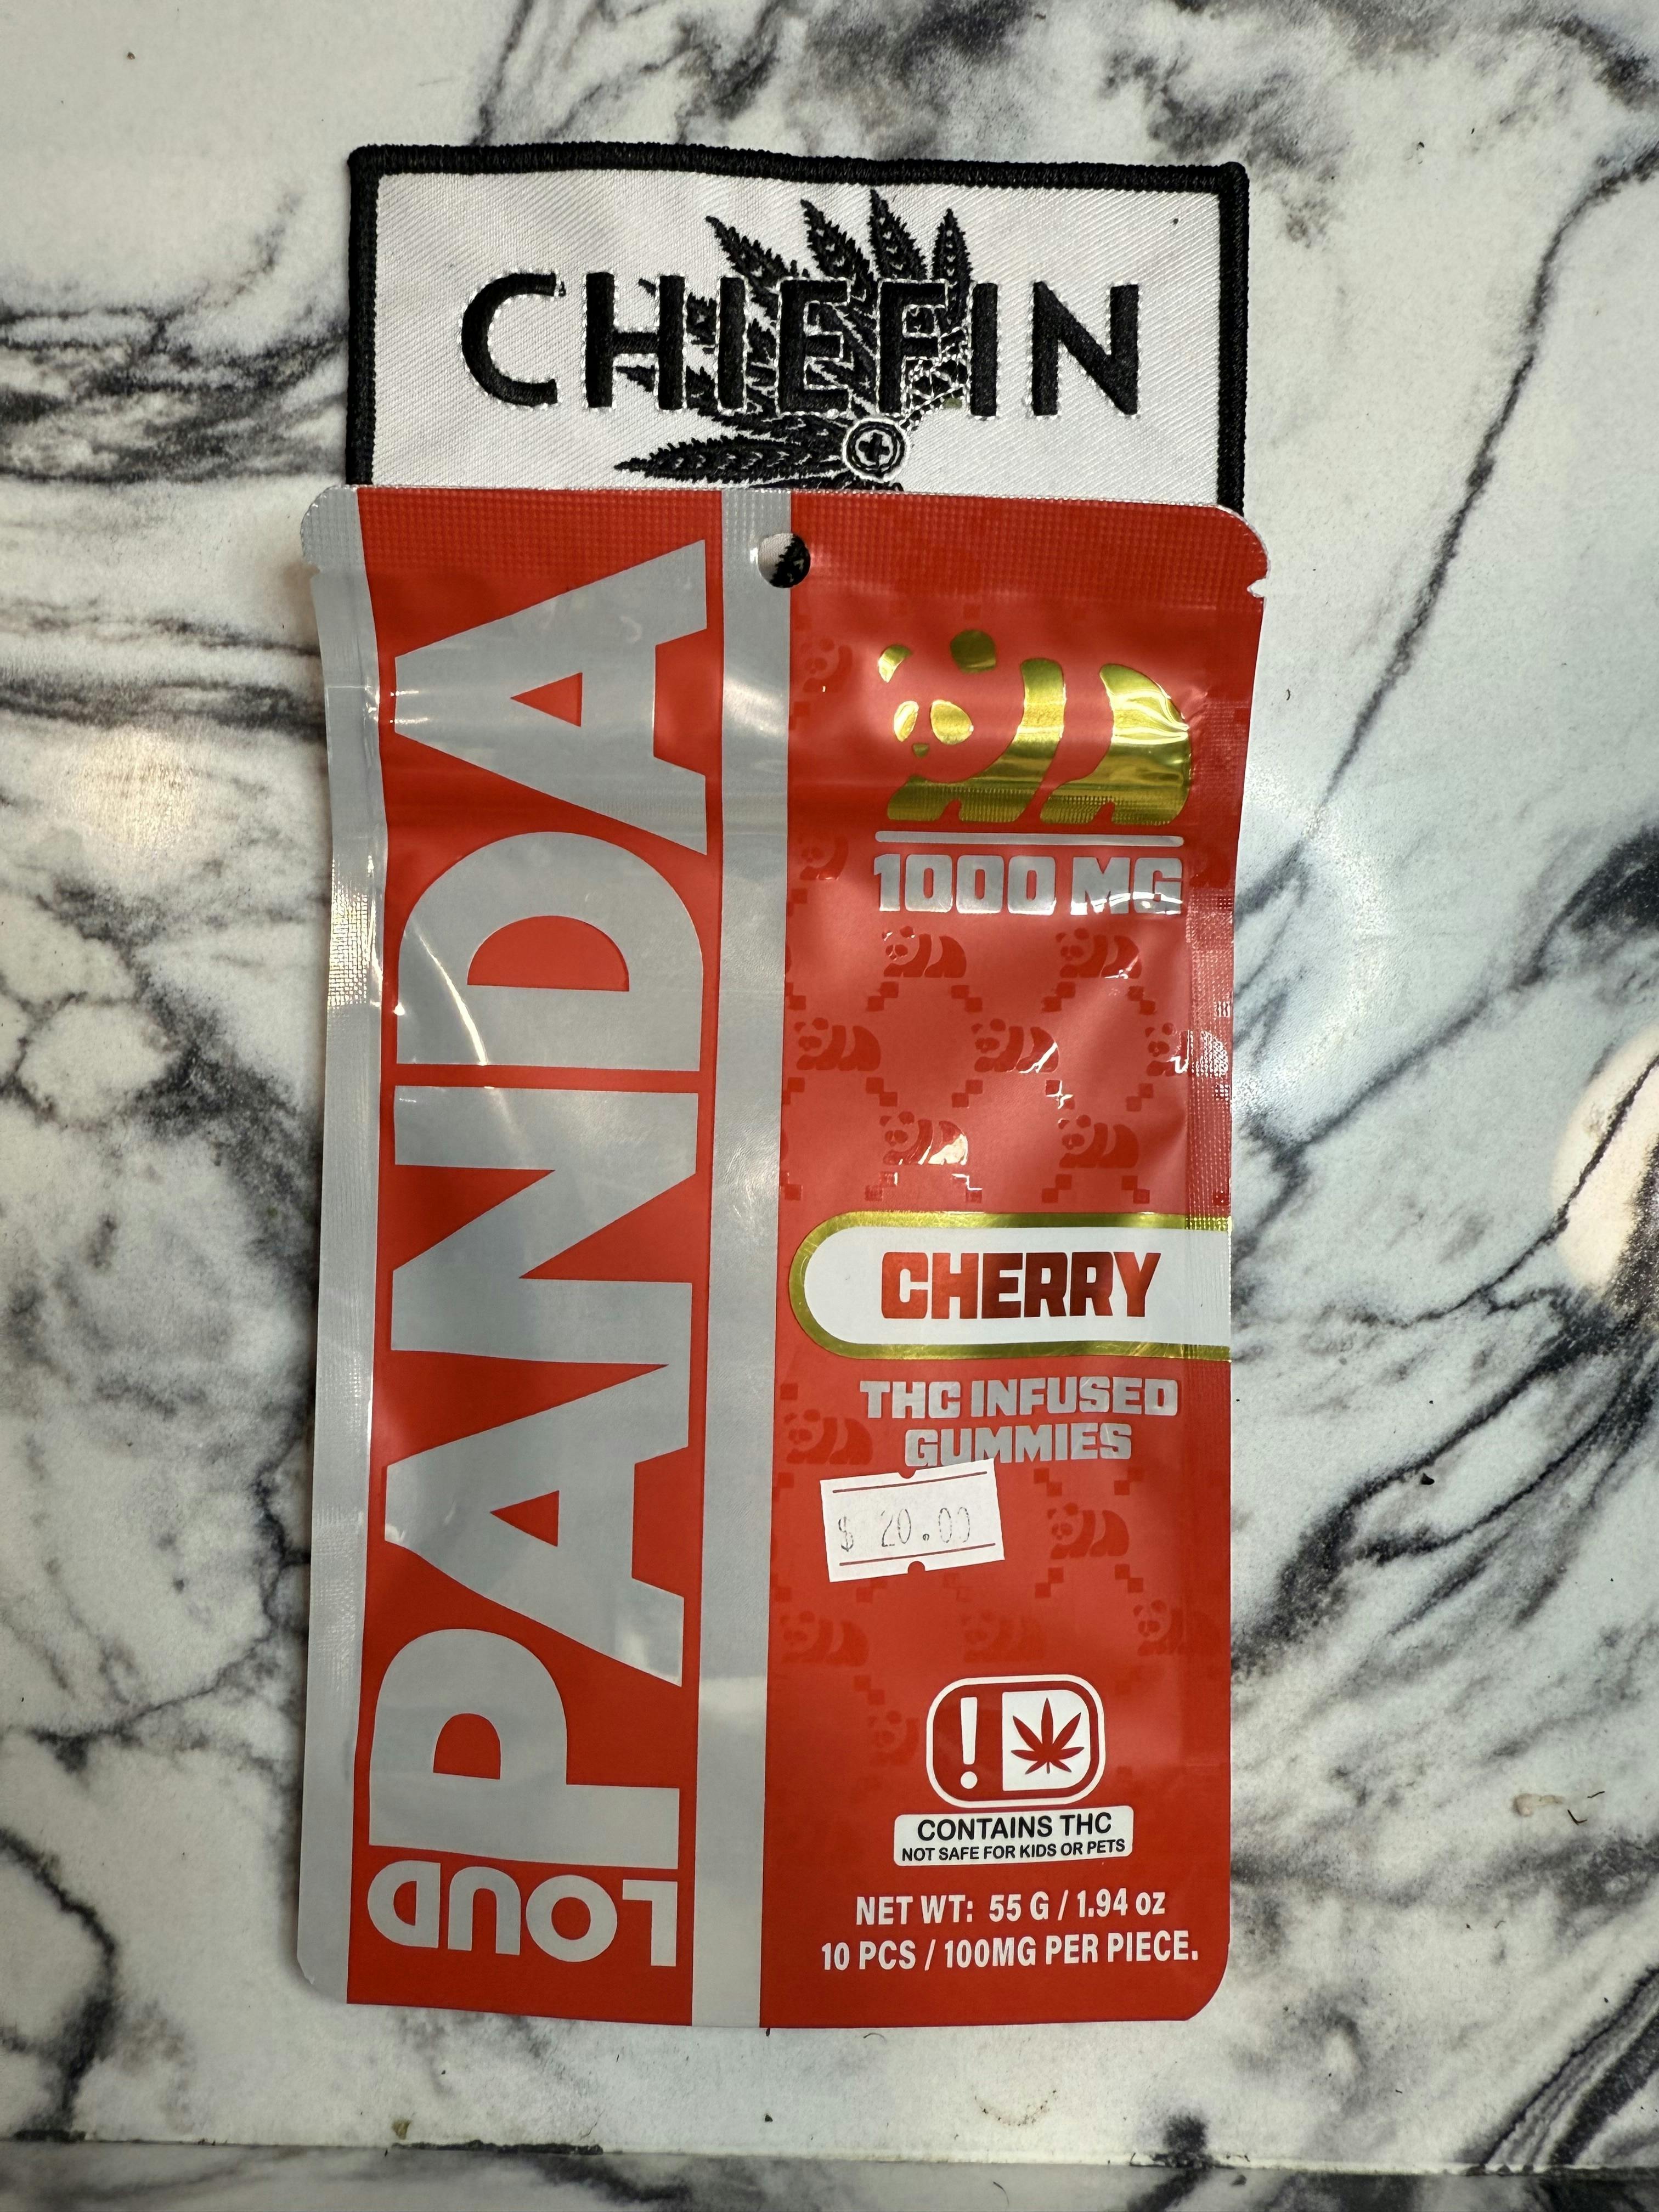 CHIEFIN
LOUD
PANDA
1000 MG
CHERRY
THC INFUSED
GUMMIES
$ 20.00
!
CONTAINS THC
NOT SAFE FOR KIDS OR PETS
NET WT: 55 G / 1.94 oz
10 PCS / 100MG PER PIECE.